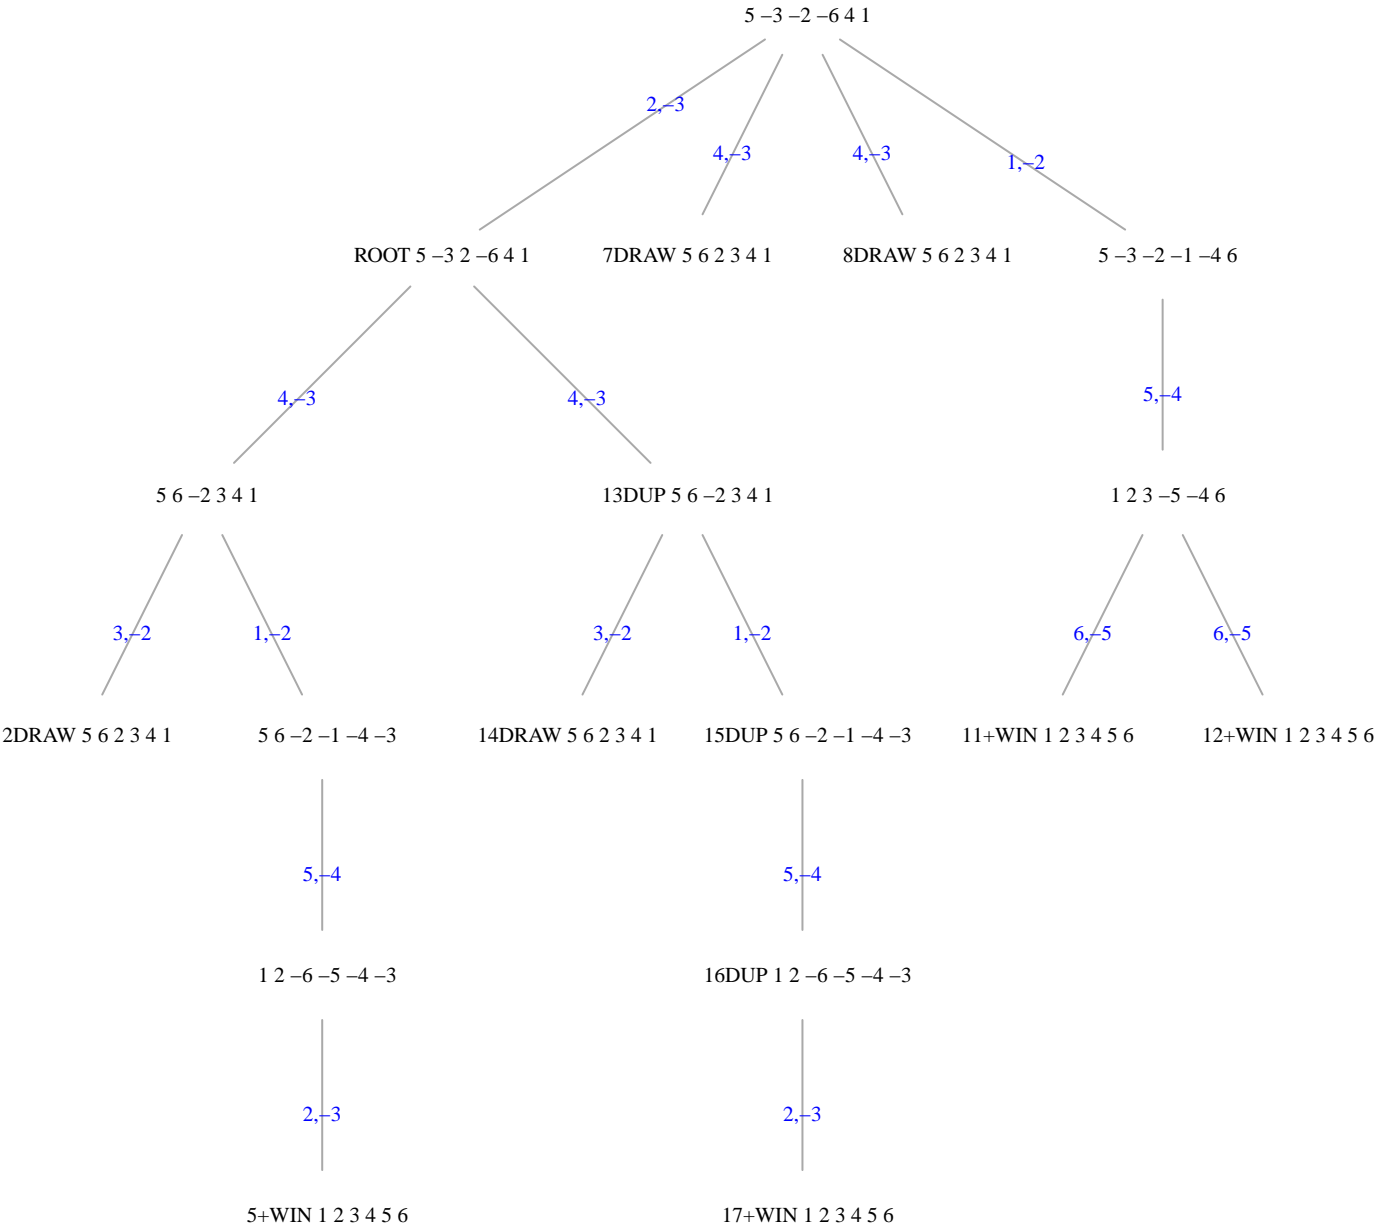 5 –3 –2 –6 4 1
2,–3
4,–3
4,–3
1,–2
ROOT 5 –3 2 –6 4 1
7DRAW 5 6 2 3 4 1
8DRAW 5 6 2 3 4 1
5 –3 –2 –1 –4 6
4,–3
4,–3
5,–4
5 6 –2 3 4 1
13DUP 5 6 –2 3 4 1
1 2 3 –5 –4 6
3,–2
1,–2
3,–2
1,–2
6,–5
6,–5
2DRAW 5 6 2 3 4 1
5 6 –2 –1 –4 –3
14DRAW 5 6 2 3 4 1
15DUP 5 6 –2 –1 –4 –3
11+WIN 1 2 3 4 5 6
12+WIN 1 2 3 4 5 6
5,–4
5,–4
1 2 –6 –5 –4 –3
16DUP 1 2 –6 –5 –4 –3
2,–3
2,–3
5+WIN 1 2 3 4 5 6
17+WIN 1 2 3 4 5 6